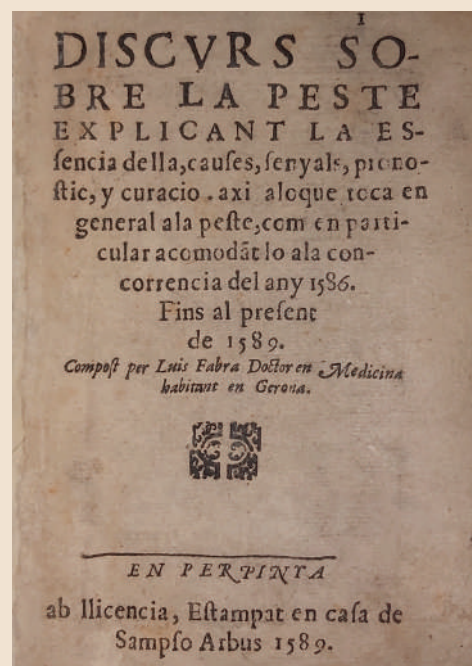 1
DISCVRS SO-
BRE LA PESTE
EXPLICANT LA ES-
ſencia della,cauſes,ſenyals, prono-
ſtic, y curacio . axi aloque toca en
general ala peſte,com en parti-
cular acomodãt lo ala con-
correncia del any 1586.
Fins al preſent
de 1589.
Compoſt per Luis Fabra Doctor en Medicina
habitant en Gerona.
EN PERPINYA
ab llicencia, Eſtampat en caſa de
Sampſo Arbus 1589.